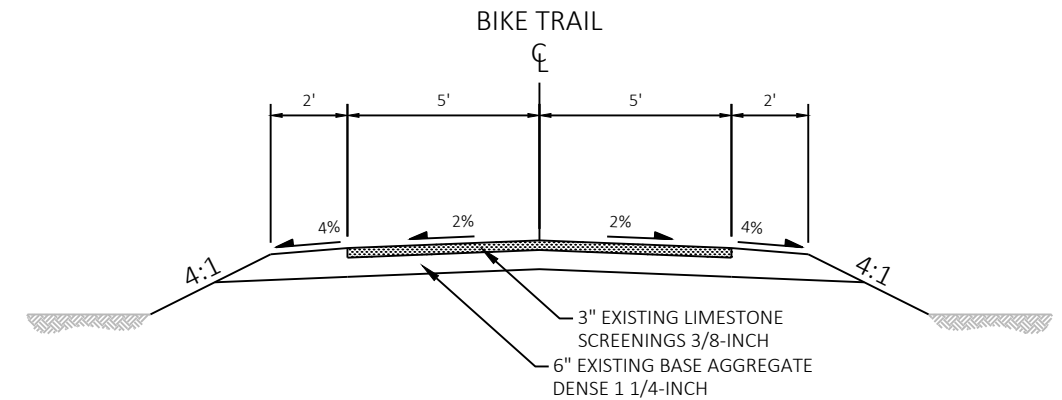 BIKE TRAIL
℄
2' 5' 5' 2'
4% 2% 2% 4%
4:1 4:1
3" EXISTING LIMESTONE
SCREENINGS 3/8-INCH
6" EXISTING BASE AGGREGATE
DENSE 1 1/4-INCH